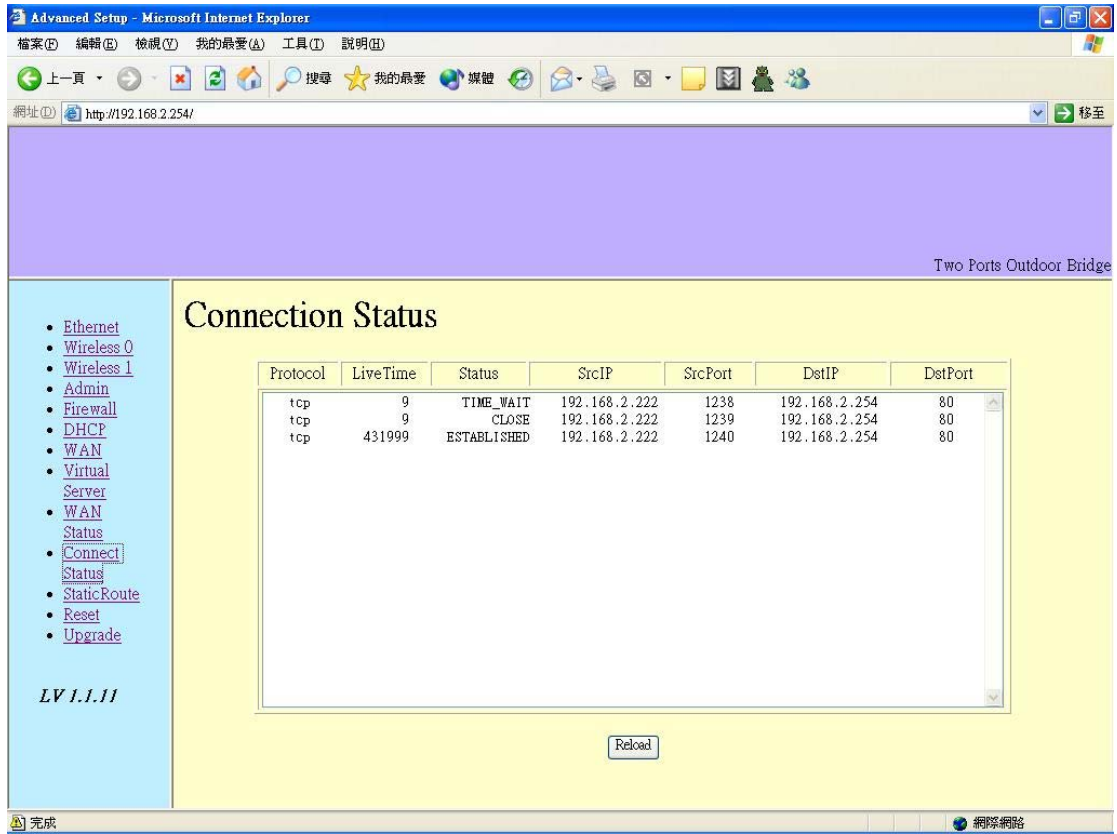 Advanced Setup - Microsoft Internet Explorer
檔案(F) 編輯(E) 檢視(V) 我的最愛(A) 工具(T) 說明(H)
上一頁 搜尋 我的最愛 媒體
網址(D) http://192.168.2.254/ 移至
Two Ports Outdoor Bridge
Ethernet
Wireless 0
Wireless 1
Admin
Firewall
DHCP
WAN
Virtual
Server
WAN
Status
Connect
Status
StaticRoute
Reset
Upgrade
LV 1.1.11
Connection Status
Protocol LiveTime Status SrcIP SrcPort DstIP DstPort
tcp 9 TIME_WAIT 192.168.2.222 1238 192.168.2.254 80
tcp 9 CLOSE 192.168.2.222 1239 192.168.2.254 80
tcp 431999 ESTABLISHED 192.168.2.222 1240 192.168.2.254 80
Reload
完成 網際網路